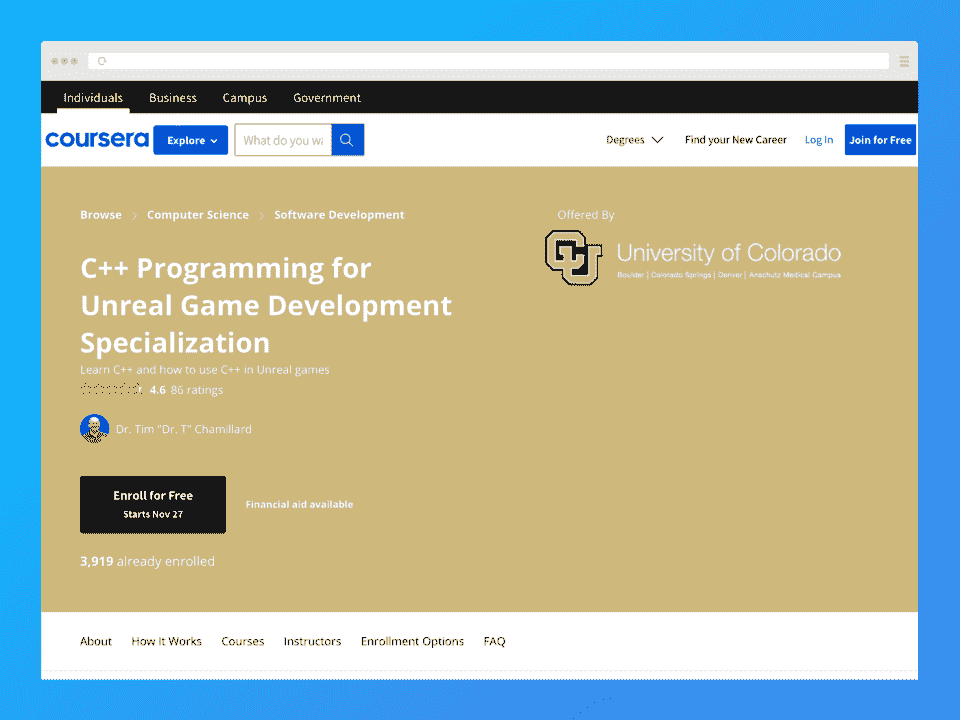 Individuals Business Campus Government
coursera Explore What do you wa Degrees Find your New Career Log In Join for Free
Browse Computer Science Software Development
Offered By
CU University of Colorado
Boulder | Colorado Springs | Denver | Anschutz Medical Campus
C++ Programming for
Unreal Game Development
Specialization
Learn C++ and how to use C++ in Unreal games
4.6 86 ratings
Dr. Tim "Dr. T" Chamillard
Enroll for Free
Starts Nov 27
Financial aid available
3,919 already enrolled
About How It Works Courses Instructors Enrollment Options FAQ